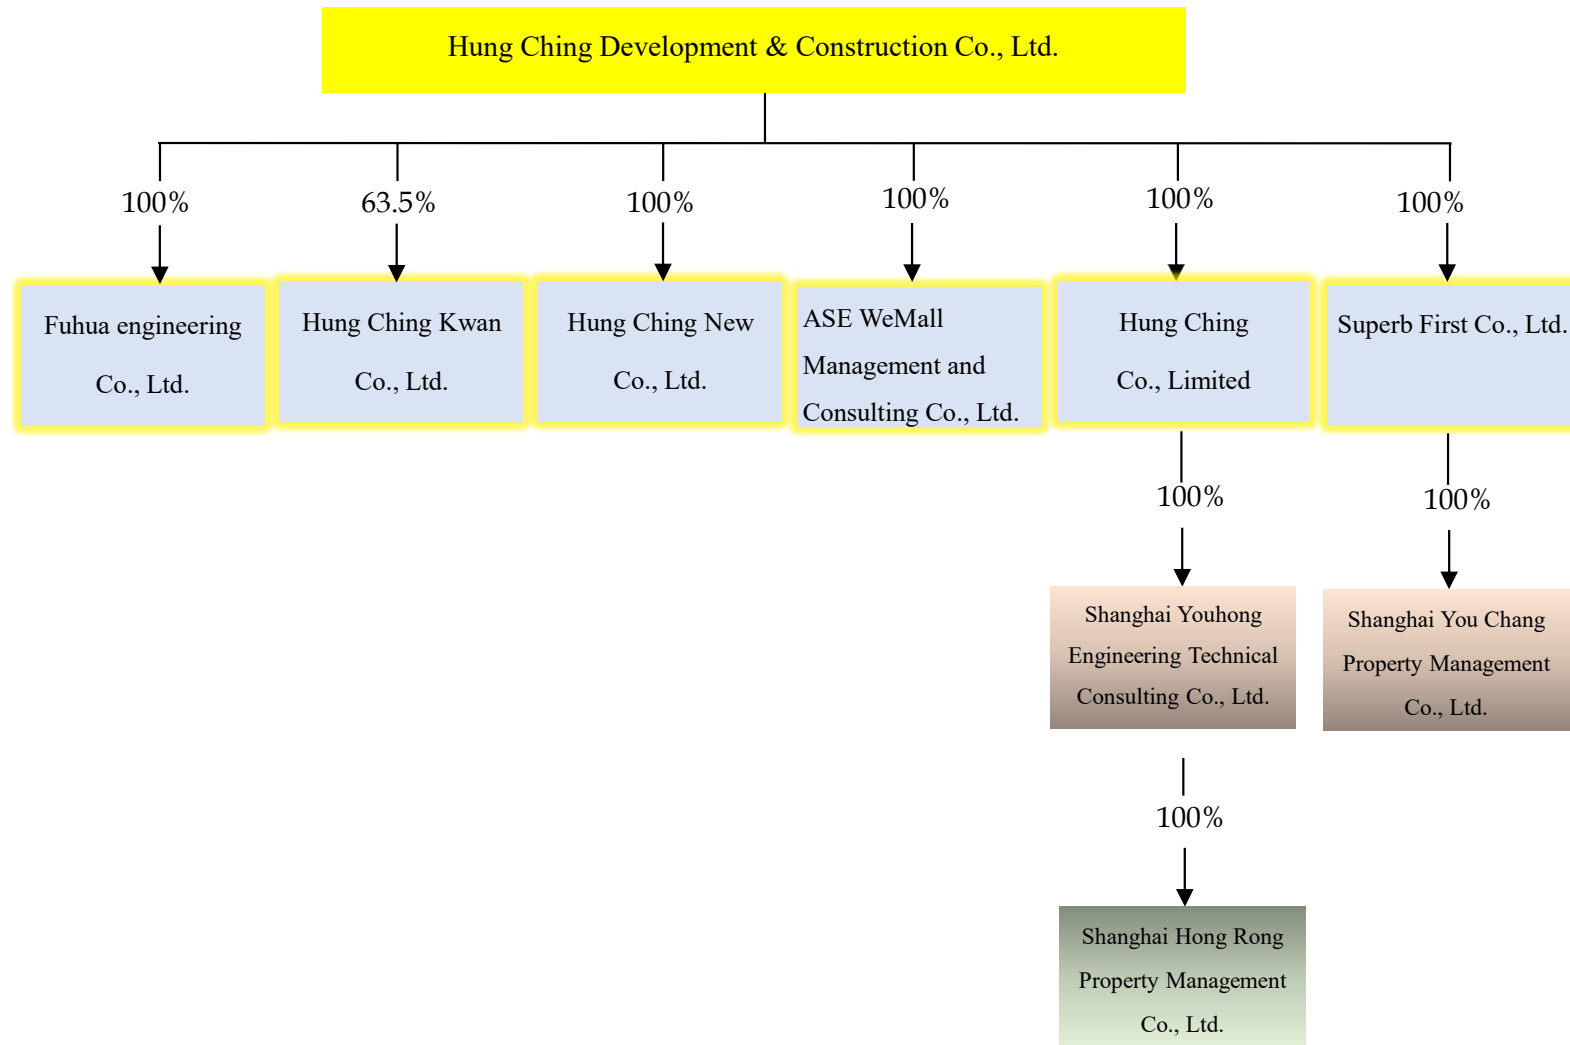 Hung Ching Development & Construction Co., Ltd.
100%
63.5%
100%
100%
100%
100%
Fuhua engineering
Co., Ltd.
Hung Ching Kwan
Co., Ltd.
Hung Ching New
Co., Ltd.
ASE WeMall
Management and
Consulting Co., Ltd.
Hung Ching
Co., Limited
Superb First Co., Ltd.
100%
100%
Shanghai Youhong
Engineering Technical
Consulting Co., Ltd.
Shanghai You Chang
Property Management
Co., Ltd.
100%
Shanghai Hong Rong
Property Management
Co., Ltd.